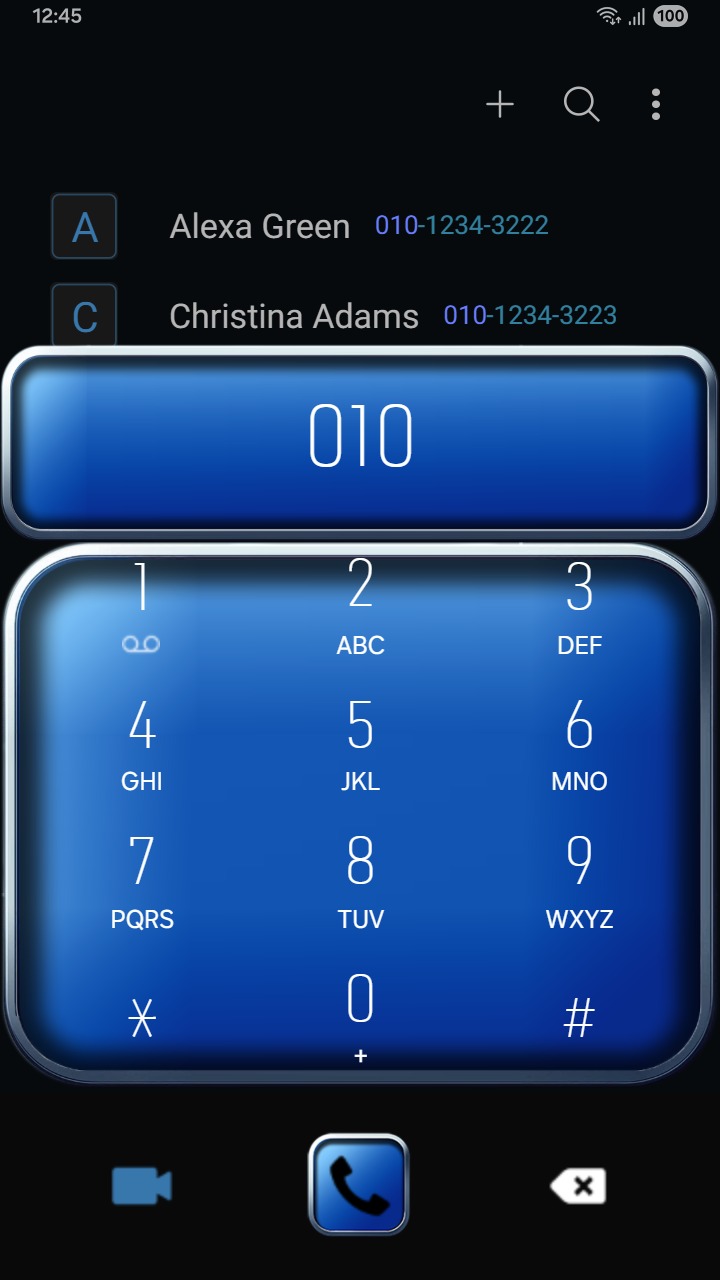 12:45 100
A Alexa Green 010-1234-3222
C Christina Adams 010-1234-3223
010
1 2 3
ABC DEF
4 5 6
GHI JKL MNO
7 8 9
PQRS TUV WXYZ
* 0 #
+